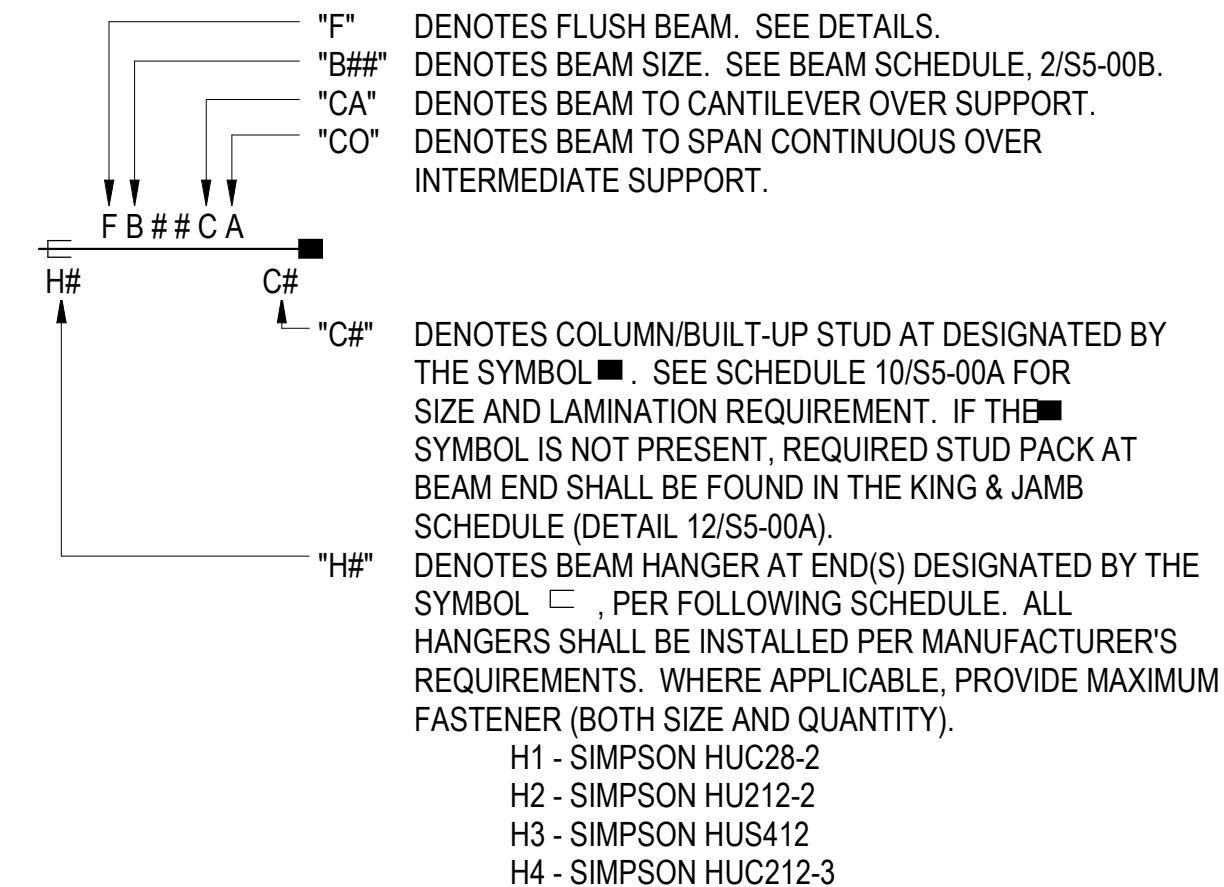 "F" DENOTES FLUSH BEAM. SEE DETAILS.
"B##" DENOTES BEAM SIZE. SEE BEAM SCHEDULE, 2/S5-00B.
"CA" DENOTES BEAM TO CANTILEVER OVER SUPPORT.
"CO" DENOTES BEAM TO SPAN CONTINUOUS OVER
INTERMEDIATE SUPPORT.
F B # # C A
H# C#
"C#" DENOTES COLUMN/BUILT-UP STUD AT DESIGNATED BY
THE SYMBOL ■ . SEE SCHEDULE 10/S5-00A FOR
SIZE AND LAMINATION REQUIREMENT. IF THE ■
SYMBOL IS NOT PRESENT, REQUIRED STUD PACK AT
BEAM END SHALL BE FOUND IN THE KING & JAMB
SCHEDULE (DETAIL 12/S5-00A).
"H#" DENOTES BEAM HANGER AT END(S) DESIGNATED BY THE
SYMBOL , PER FOLLOWING SCHEDULE. ALL
HANGERS SHALL BE INSTALLED PER MANUFACTURER'S
REQUIREMENTS. WHERE APPLICABLE, PROVIDE MAXIMUM
FASTENER (BOTH SIZE AND QUANTITY).
H1 - SIMPSON HUC28-2
H2 - SIMPSON HU212-2
H3 - SIMPSON HUS412
H4 - SIMPSON HUC212-3